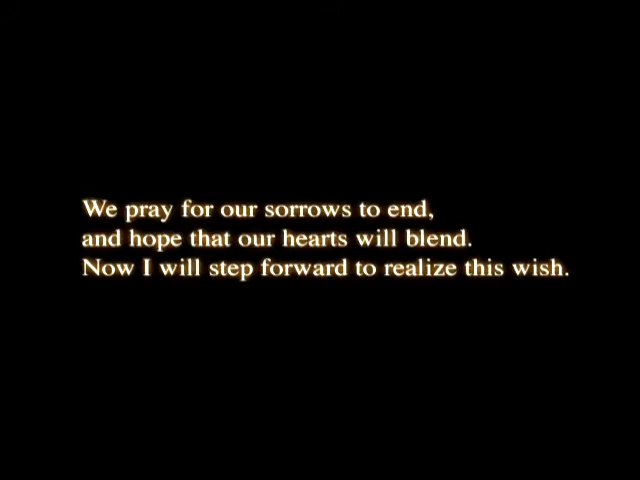 We pray for our sorrows to end,
and hope that our hearts will blend.
Now I will step forward to realize this wish.